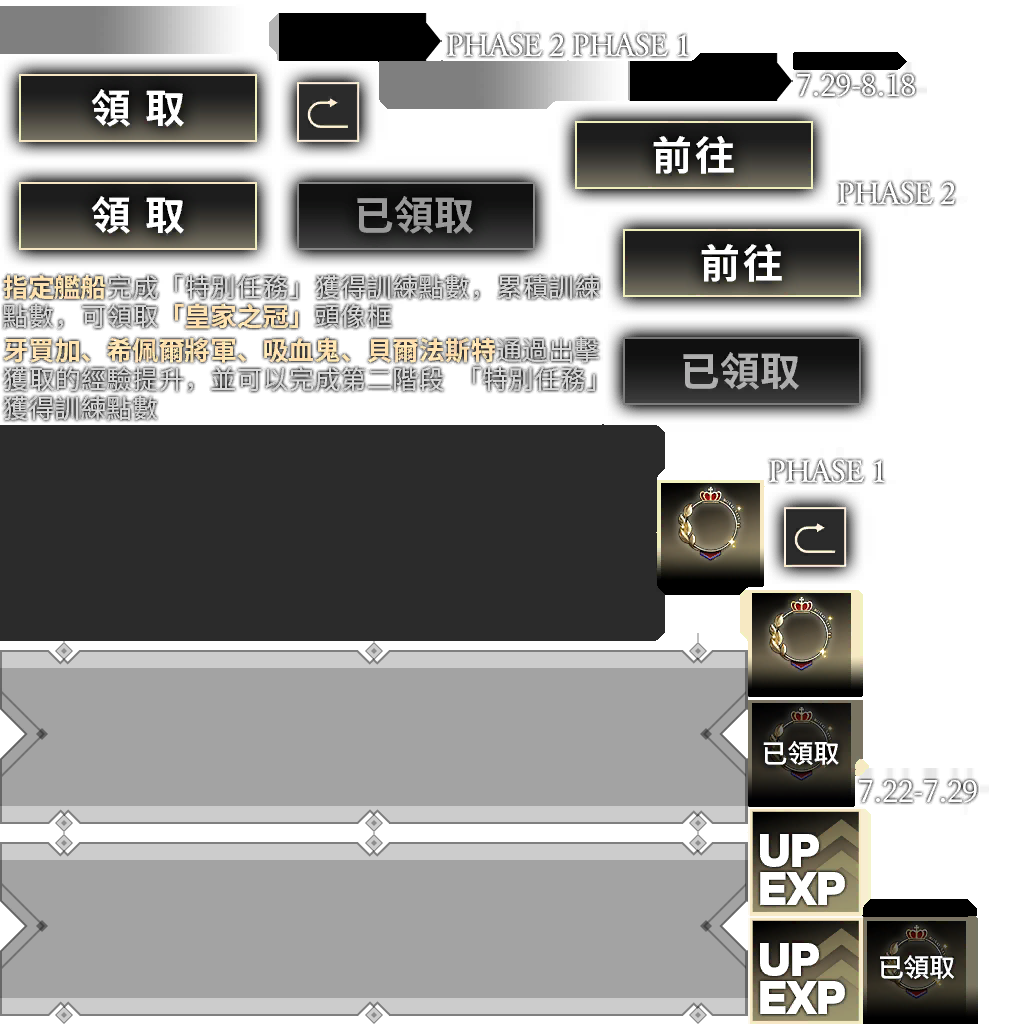 PHASE 2 PHASE 1
7.29-8.18
領取
前往
PHASE 2
領取
已領取
前往
指定艦船完成「特別任務」獲得訓練點數，累積訓練
點數，可領取「皇家之冠」頭像框
牙買加、希佩爾將軍、吸血鬼、貝爾法斯特通過出擊
獲取的經驗提升，並可以完成第二階段 「特別任務」
獲得訓練點數
已領取
PHASE 1
已領取
7.22-7.29
UP
EXP
UP
EXP
已領取